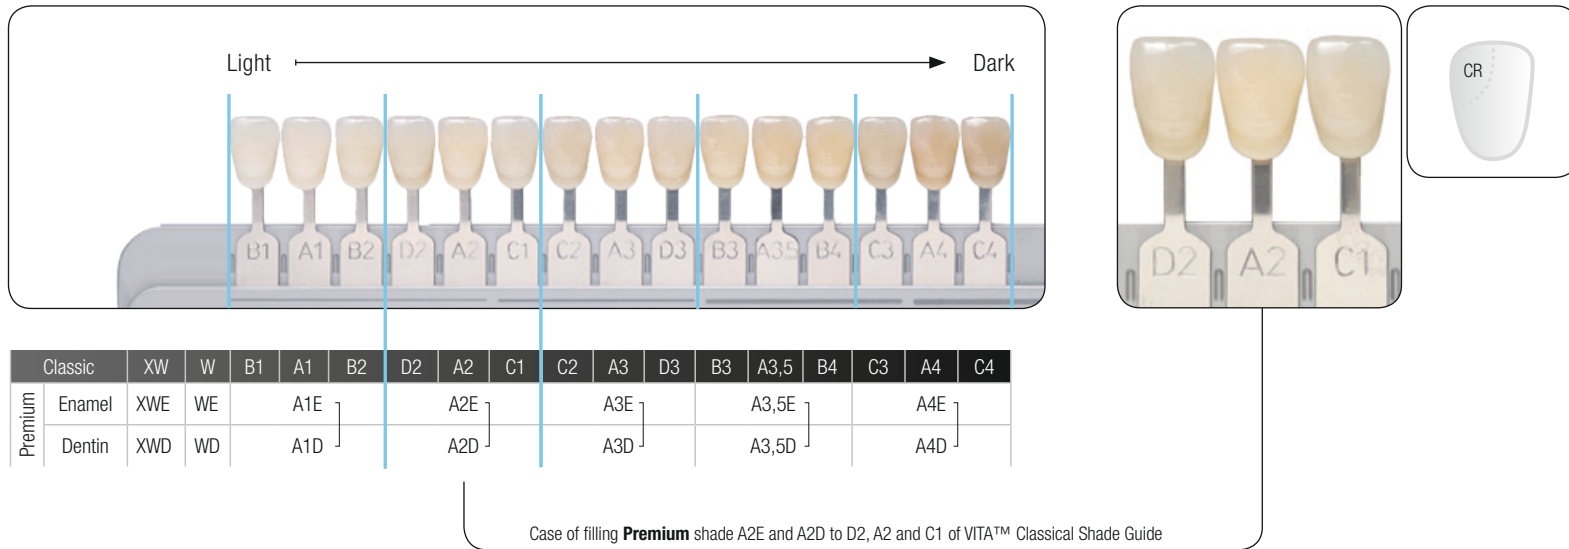 Light Dark
B1 A1 B2 D2 A2 C1 C2 A3 D3 B3 A3.5 B4 C3 A4 C4
D2 A2 C1
CR
Classic XW W B1 A1 B2 D2 A2 C1 C2 A3 D3 B3 A3,5 B4 C3 A4 C4
Premium
Enamel XWE WE A1E A2E A3E A3,5E A4E
Dentin XWD WD A1D A2D A3D A3,5D A4D
Case of filling Premium shade A2E and A2D to D2, A2 and C1 of VITA™ Classical Shade Guide